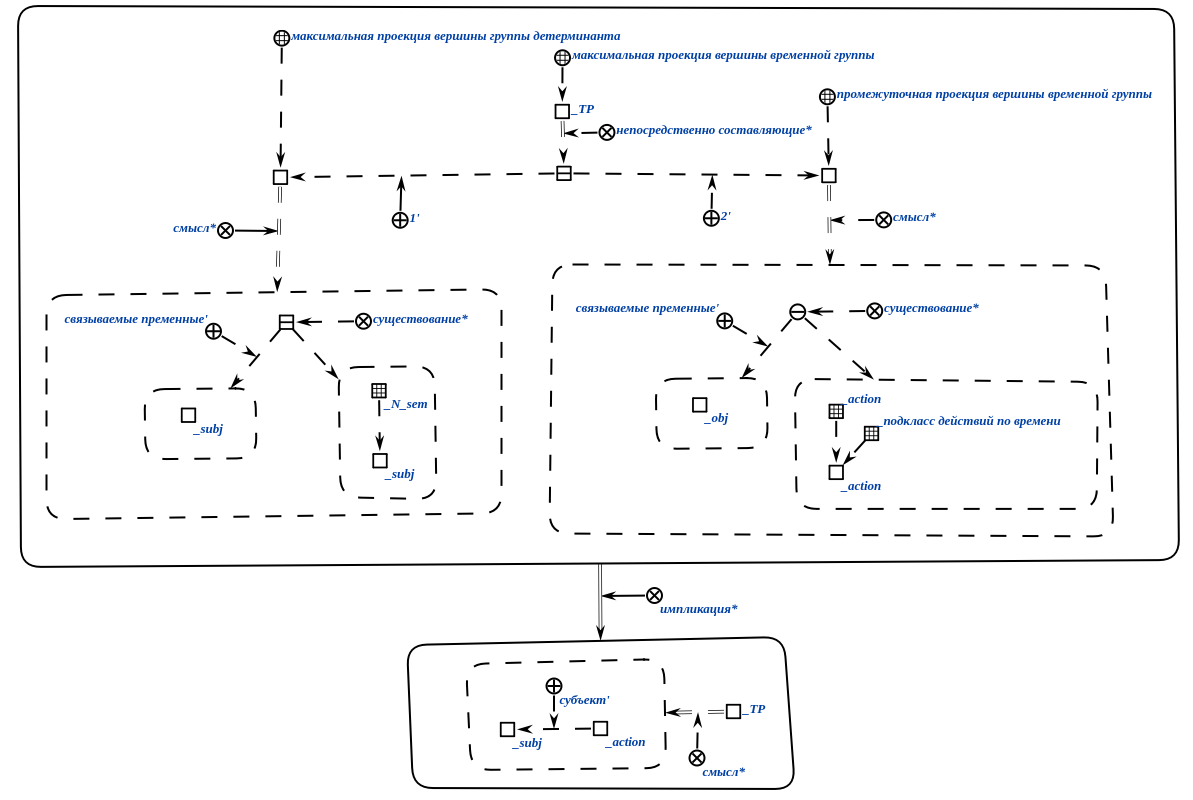 максимальная проекция вершины группы детерминанта
максимальная проекция вершины временной группы
промежуточная проекция вершины временной группы
_TP
непосредственно составляющие*
1'
2'
смысл*
смысл*
связываемые пременные'
существование*
связываемые пременные'
существование*
_N_sem
_subj
_subj
_obj
_action
_подкласс действий по времени
_action
импликация*
субъект'
_TP
_subj
_action
смысл*